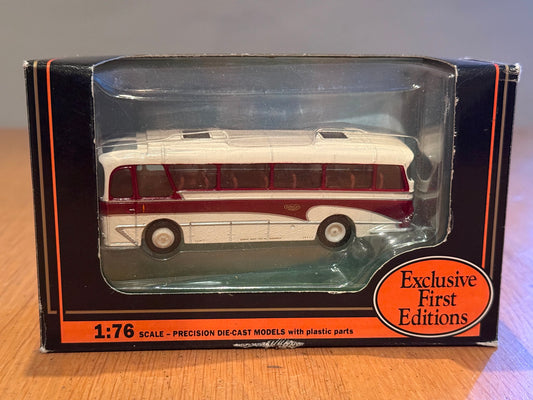 Exclusive
First
Editions
1:76 SCALE – PRECISION DIE-CAST MODELS with plastic parts